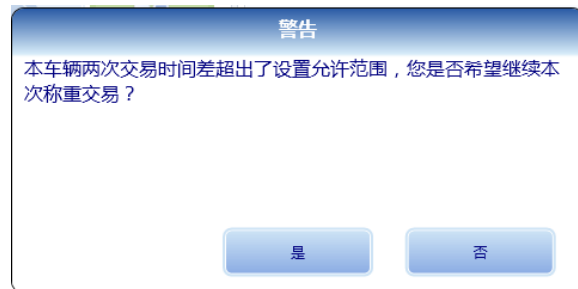 警告
本车辆两次交易时间差超出了设置允许范围，您是否希望继续本
次称重交易？
是
否